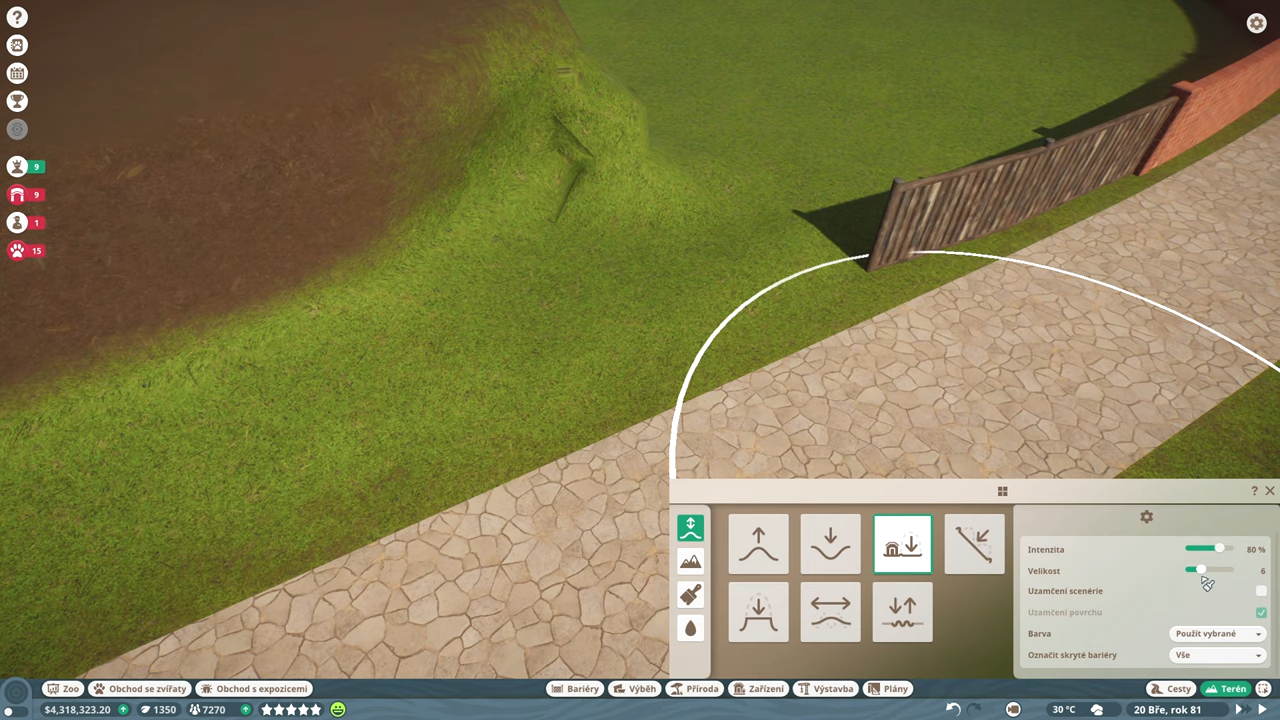 ?
9
9
1
15
? ×
Intenzita 80 %
Velikost 6
Uzamčení scenérie
Uzamčení povrchu
Barva Použít vybrané
Označit skryté bariéry Vše
Zoo Obchod se zvířaty Obchod s expozicemi Bariéry Výběh Příroda Zařízení Výstavba Plány Cesty Terén
$4,318,323.20 1350 7270 30 °C 20 Bře, rok 81